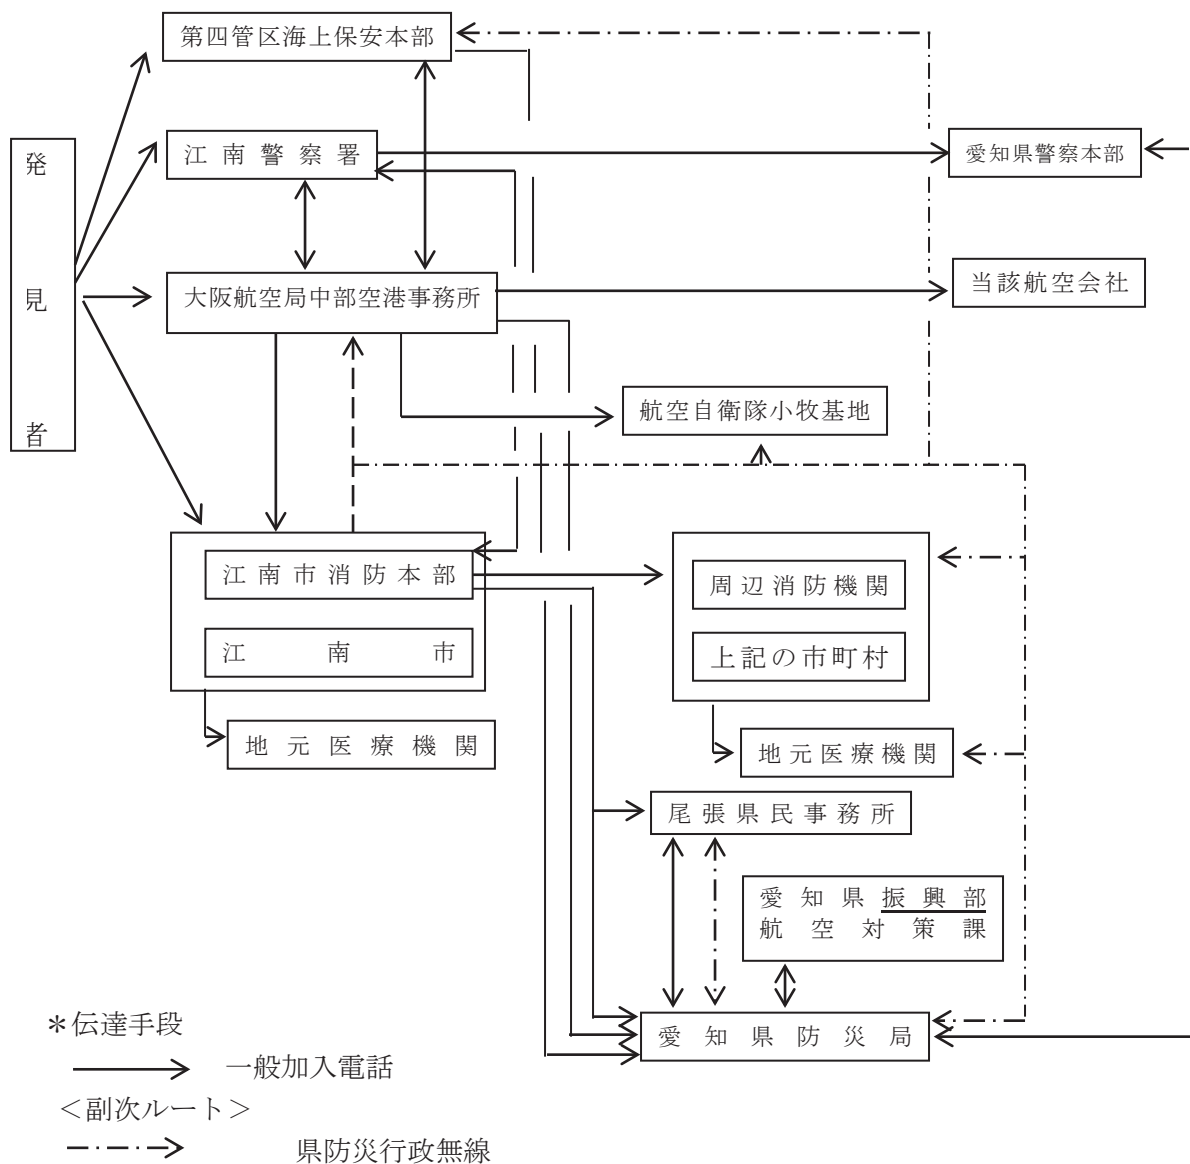 第四管区海上保安本部
江南警察署
愛知県警察本部
発見者
大阪航空局中部空港事務所
当該航空会社
航空自衛隊小牧基地
江南市消防本部
周辺消防機関
江南市
上記の市町村
地元医療機関
地元医療機関
尾張県民事務所
愛知県振興部
航空対策課
愛知県防災局
＊伝達手段
一般加入電話
＜副次ルート＞
県防災行政無線